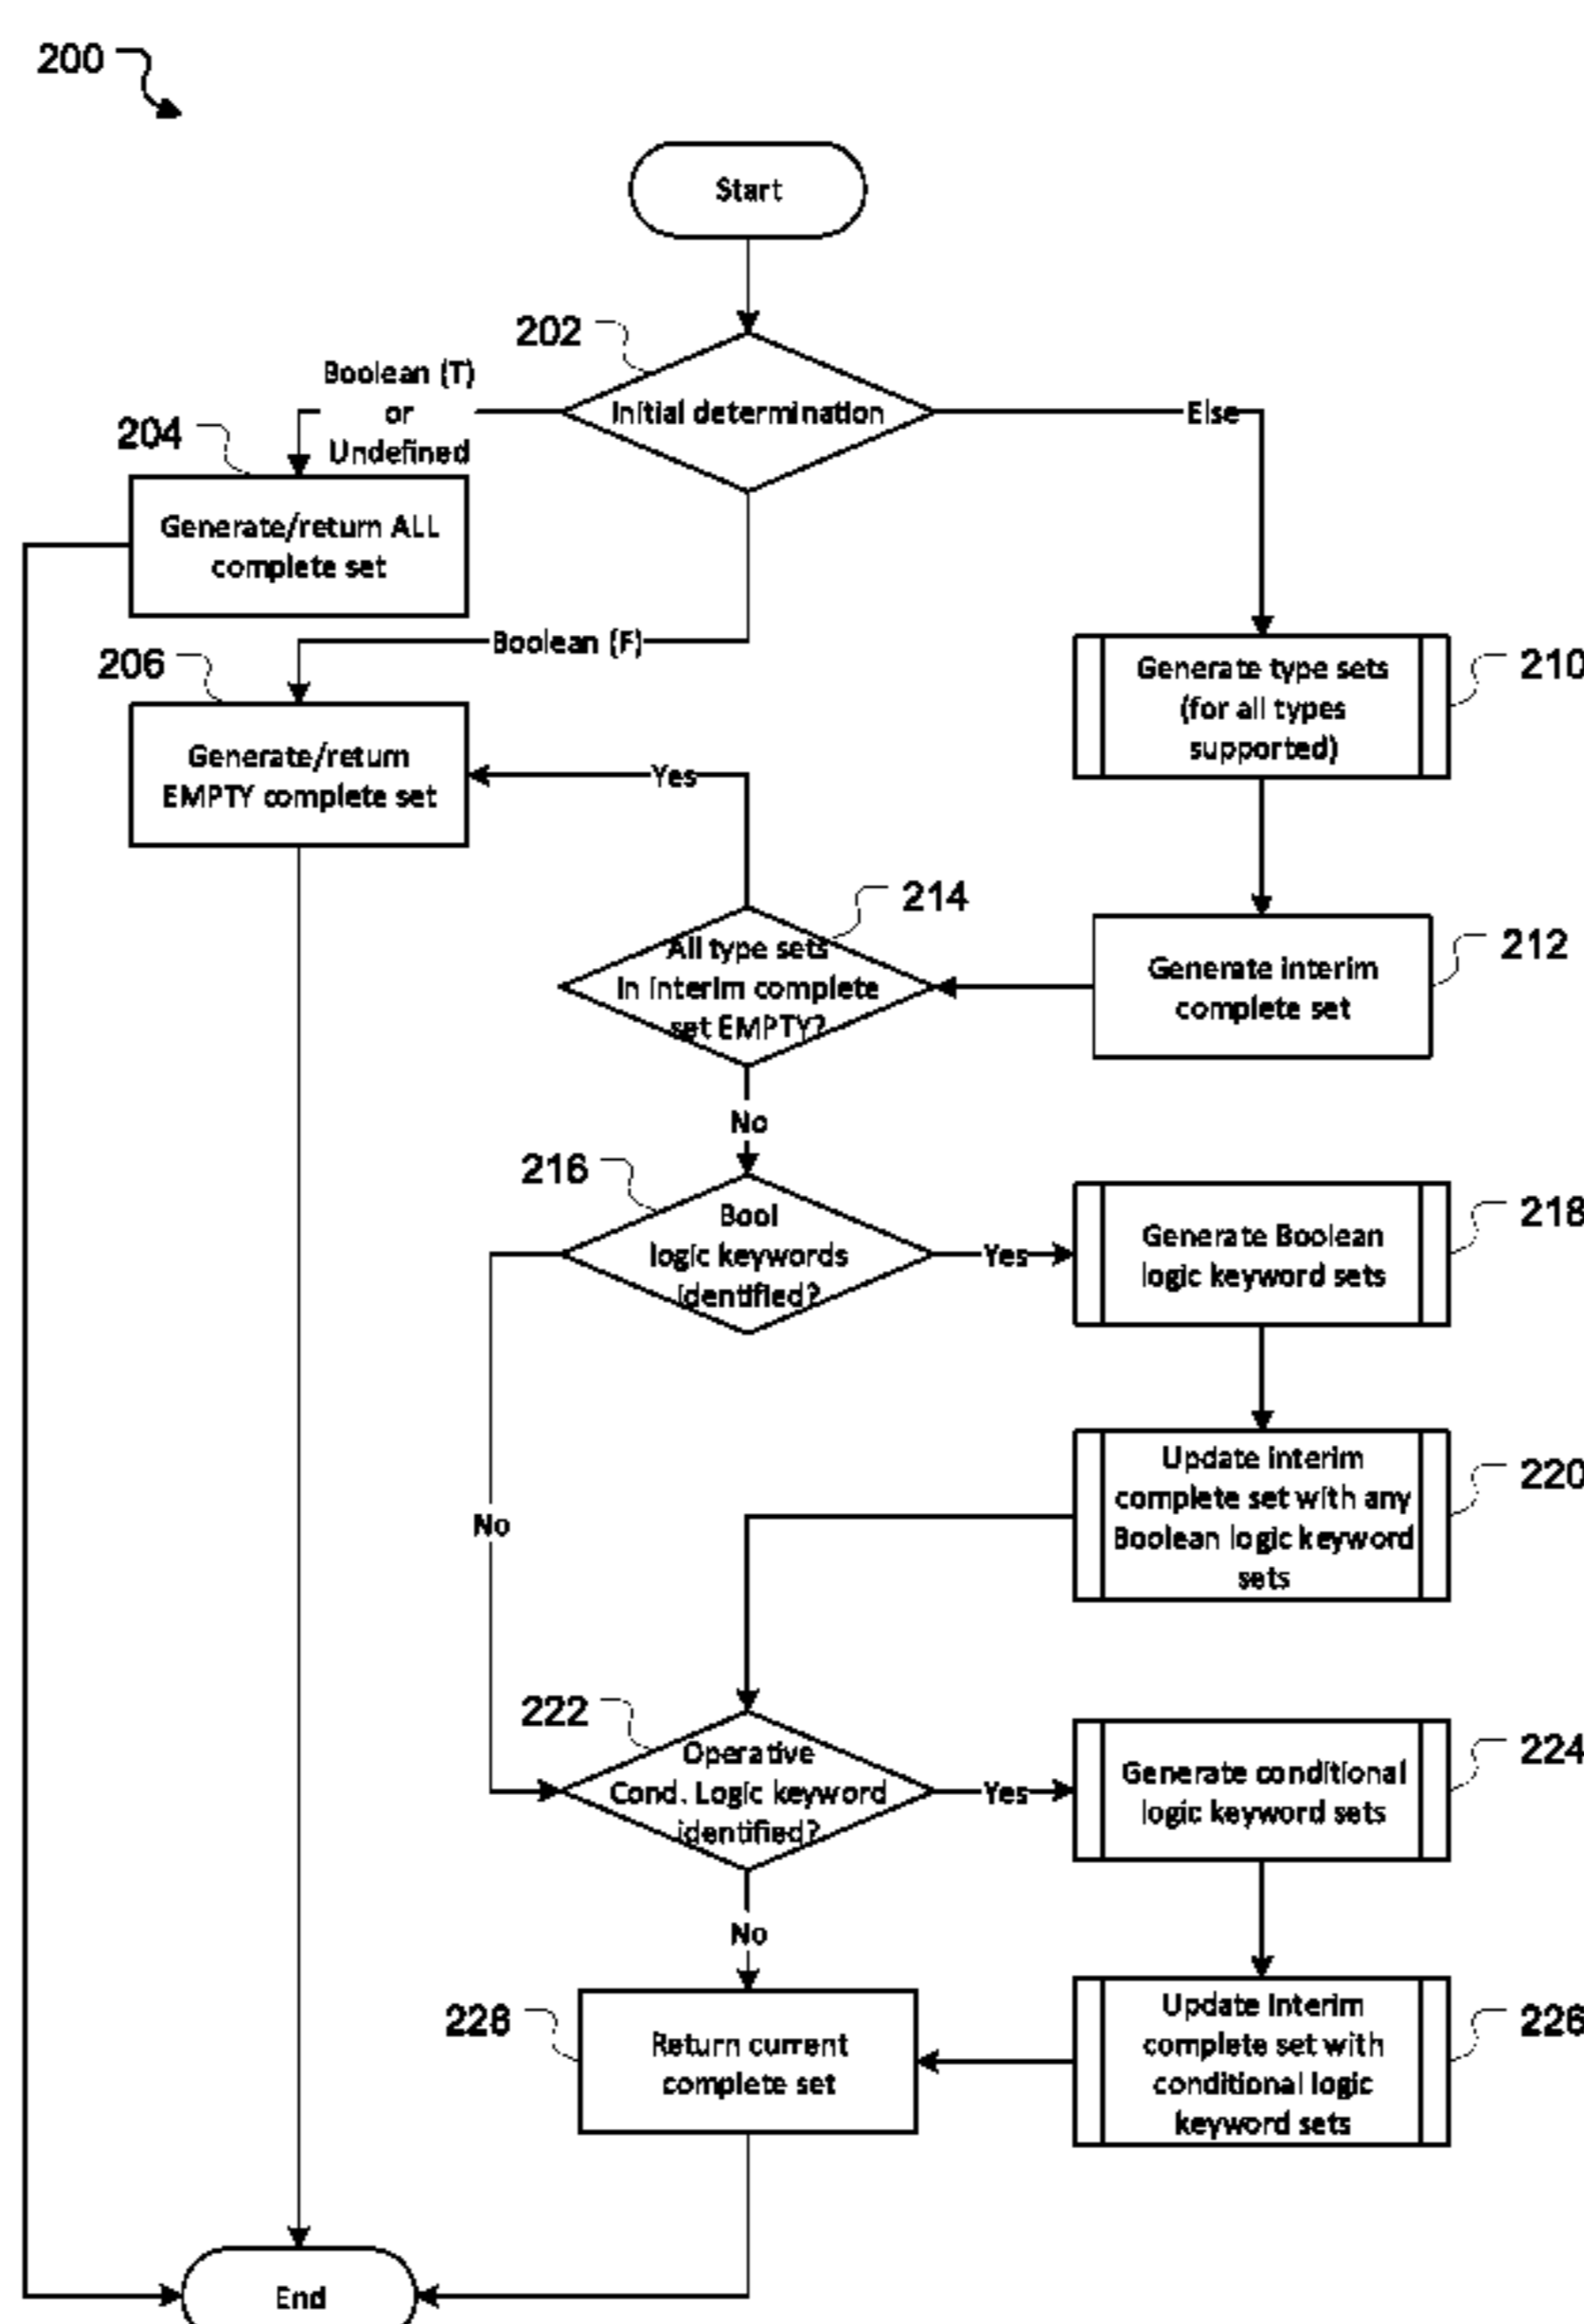 200
Start
202
Boolean (T)
or
Undefined
Initial determination
Else
204
Generate/return ALL
complete set
Boolean (F)
206
Generate/return
EMPTY complete set
Generate type sets
(for all types
supported)
210
Yes
214
All type sets
in interim complete
set EMPTY?
Generate interim
complete set
212
No
216
Bool
logic keywords
identified?
Yes
Generate Boolean
logic keyword sets
218
No
Update interim
complete set with any
Boolean logic keyword
sets
220
222
Operative
Cond. Logic keyword
identified?
Yes
Generate conditional
logic keyword sets
224
No
228
Return current
complete set
Update interim
complete set with
conditional logic
keyword sets
226
End